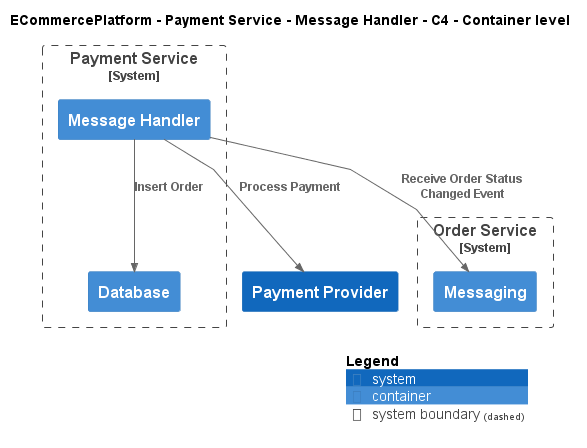 ECommercePlatform - Payment Service - Message Handler - C4 - Container level
Payment Service
[System]
Message Handler
Insert Order
Process Payment
Receive Order Status
Changed Event
Order Service
[System]
Database
Payment Provider
Messaging
Legend
system
container
system boundary (dashed)